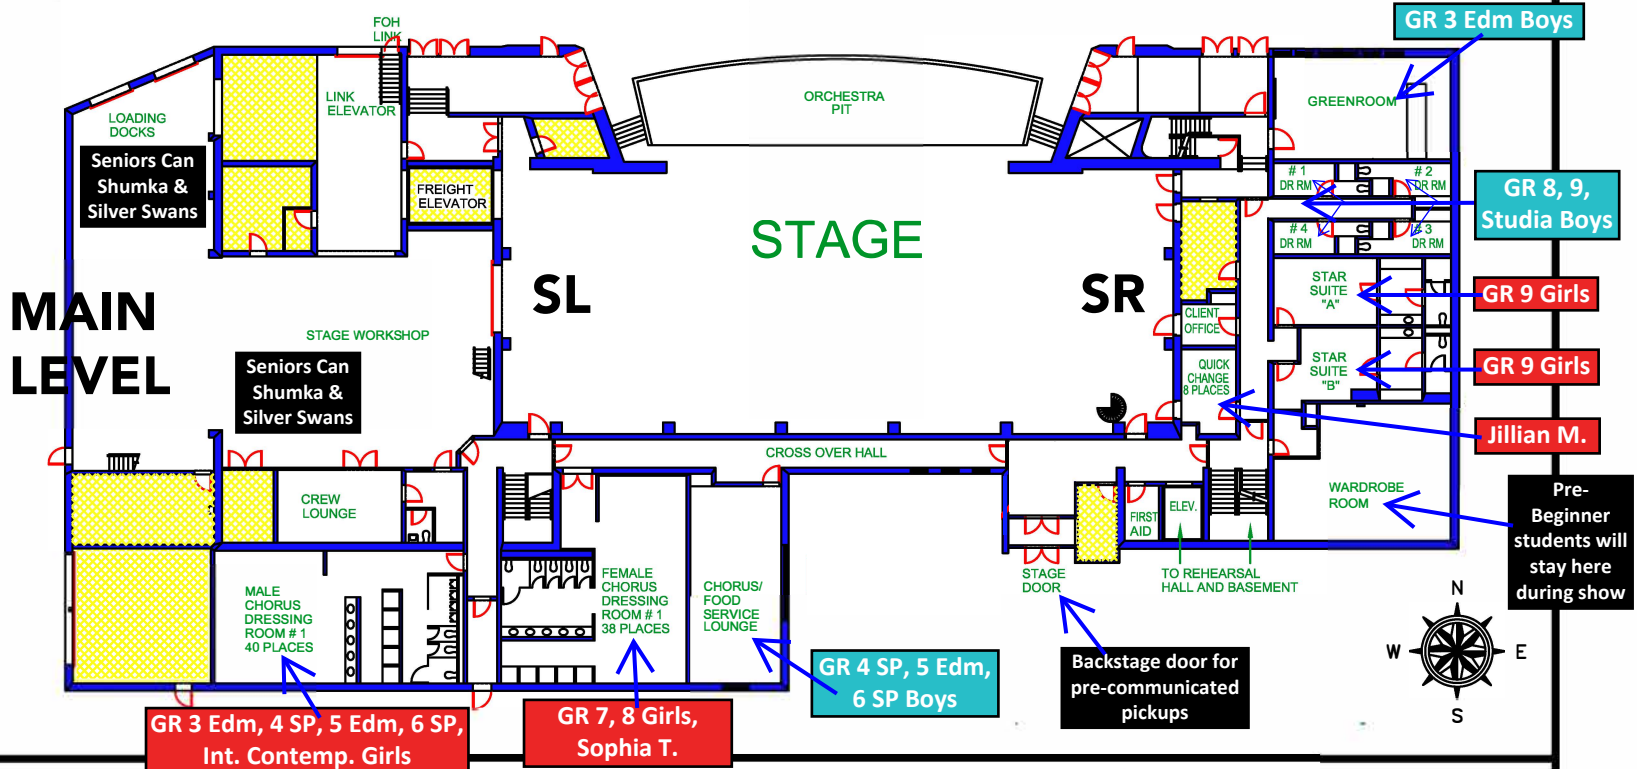 GR 3 Edm Boys
FOH
LINK
LINK
ELEVATOR
ORCHESTRA
PIT
GREENROOM
LOADING
DOCKS
Seniors Can
Shumka &
Silver Swans
FREIGHT
ELEVATOR
# 1
DR RM
# 2
DR RM
# 4
DR RM
# 3
DR RM
GR 8, 9,
Studia Boys
STAGE
SL
SR
MAIN
LEVEL
STAGE WORKSHOP
Seniors Can
Shumka &
Silver Swans
CLIENT
OFFICE
QUICK
CHANGE
8 PLACES
STAR
SUITE
"A"
GR 9 Girls
STAR
SUITE
"B"
GR 9 Girls
Jillian M.
CROSS OVER HALL
CREW
LOUNGE
WARDROBE
ROOM
Pre-
Beginner
students will
stay here
during show
FIRST
AID
ELEV.
STAGE
DOOR
TO REHEARSAL
HALL AND BASEMENT
MALE
CHORUS
DRESSING
ROOM # 1
40 PLACES
FEMALE
CHORUS
DRESSING
ROOM # 1
38 PLACES
CHORUS/
FOOD
SERVICE
LOUNGE
GR 4 SP, 5 Edm,
6 SP Boys
Backstage door for
pre-communicated
pickups
N
W
E
S
GR 3 Edm, 4 SP, 5 Edm, 6 SP,
Int. Contemp. Girls
GR 7, 8 Girls,
Sophia T.